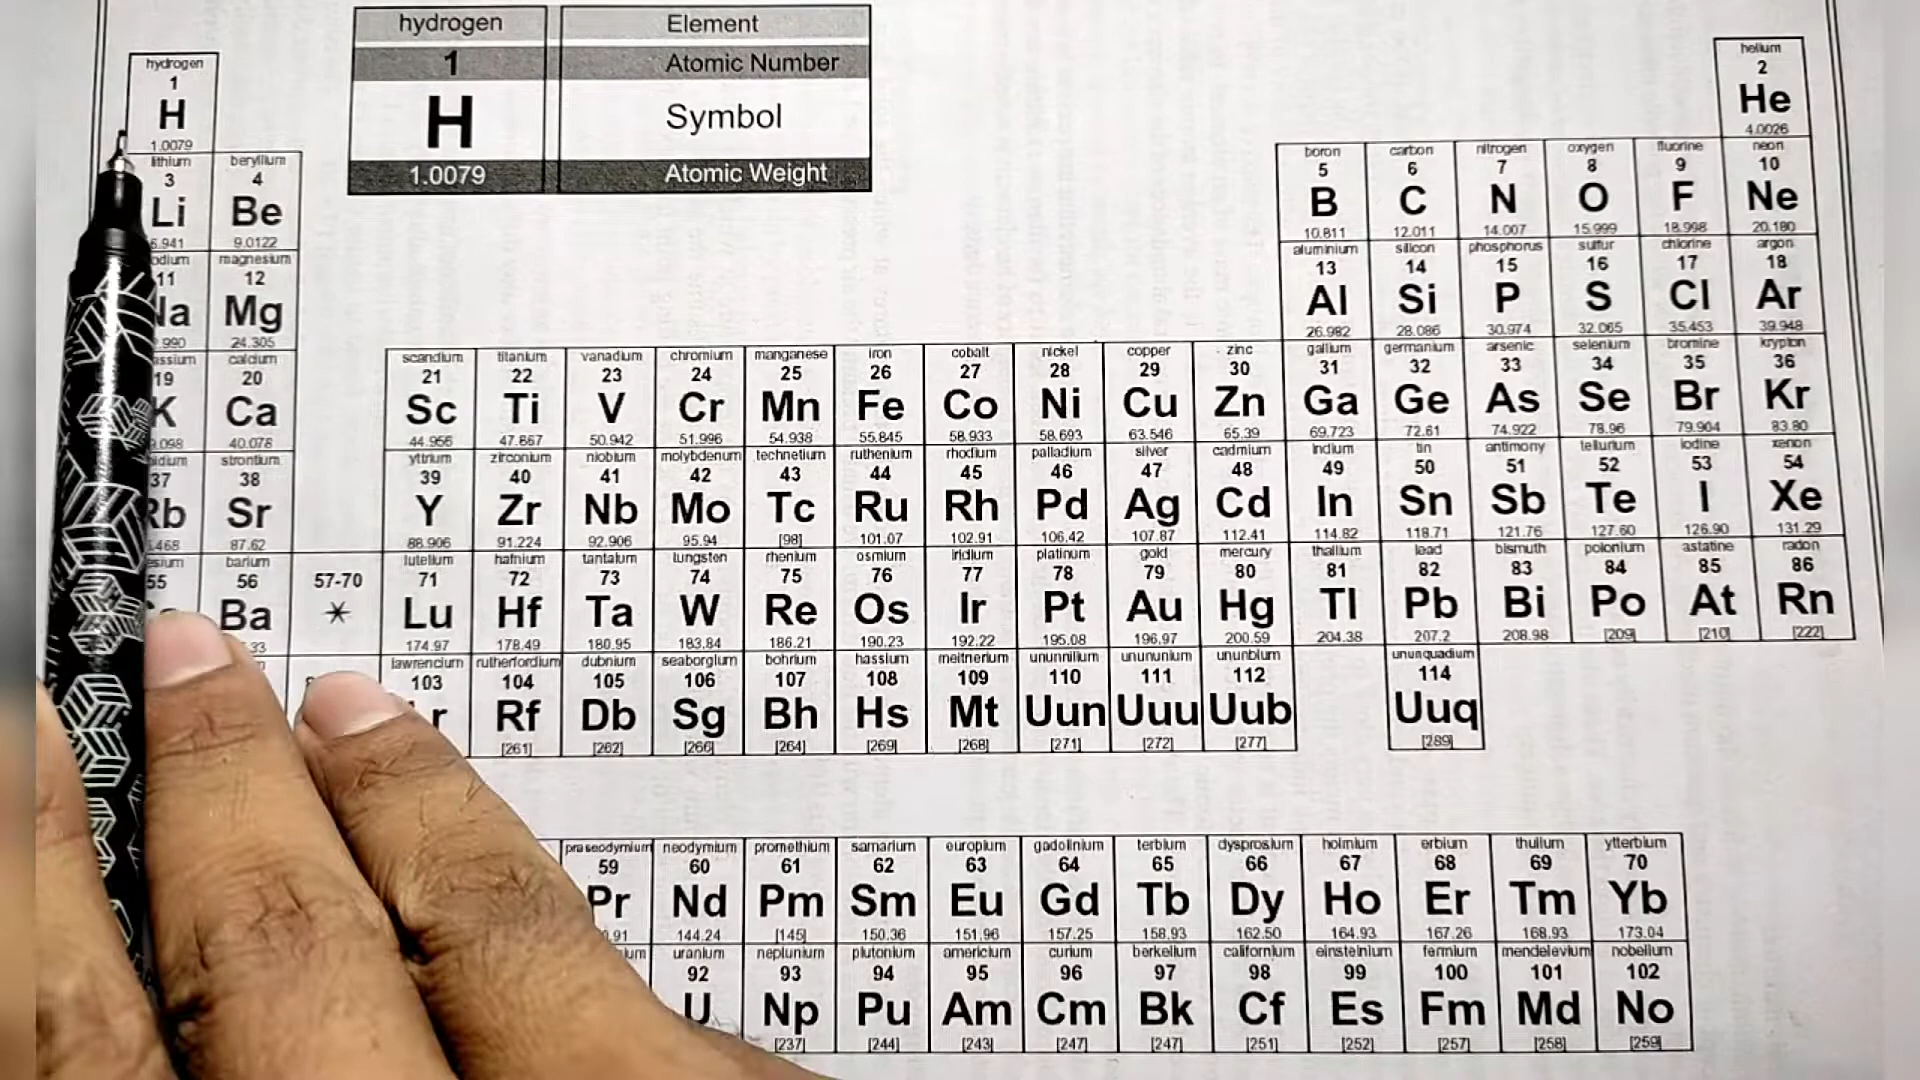 hydrogen Element
1 Atomic Number
H Symbol
1.0079 Atomic Weight
hydrogen helium
1 2
H He
1.0079 4.0026
lithium beryllium boron carbon nitrogen oxygen fluorine neon
3 4 5 6 7 8 9 10
Li Be B C N O F Ne
6.941 9.0122 10.811 12.011 14.007 15.999 18.998 20.180
magnesium aluminium silicon phosphorus sulfur chlorine argon
11 12 13 14 15 16 17 18
Mg Al Si P S Cl Ar
24.305 26.982 28.086 30.974 32.065 35.453 39.948
calcium scandium titanium vanadium chromium manganese iron cobalt nickel copper zinc gallium germanium arsenic selenium bromine krypton
19 20 21 22 23 24 25 26 27 28 29 30 31 32 33 34 35 36
K Ca Sc Ti V Cr Mn Fe Co Ni Cu Zn Ga Ge As Se Br Kr
40.078 44.956 47.867 50.942 51.996 54.938 55.845 58.933 58.693 63.546 65.39 69.723 72.61 74.922 78.96 79.904 83.80
strontium yttrium zirconium niobium molybdenum technetium ruthenium rhodium palladium silver cadmium indium tin antimony tellurium iodine xenon
37 38 39 40 41 42 43 44 45 46 47 48 49 50 51 52 53 54
Rb Sr Y Zr Nb Mo Tc Ru Rh Pd Ag Cd In Sn Sb Te I Xe
87.62 88.906 91.224 92.906 95.94 [98] 101.07 102.91 106.42 107.87 112.41 114.82 118.71 121.76 127.60 126.90 131.29
barium lutetium hafnium tantalum tungsten rhenium osmium iridium platinum gold mercury thallium lead bismuth polonium astatine radon
55 56 57-70 71 72 73 74 75 76 77 78 79 80 81 82 83 84 85 86
Ba * Lu Hf Ta W Re Os Ir Pt Au Hg Tl Pb Bi Po At Rn
174.97 178.49 180.95 183.84 186.21 190.23 192.22 195.08 196.97 200.59 204.38 207.2 208.98 [209] [210] [222]
lawrencium rutherfordium dubnium seaborgium bohrium hassium meitnerium ununnilium unununium ununbium ununquadium
103 104 105 106 107 108 109 110 111 112 114
Lr Rf Db Sg Bh Hs Mt Uun Uuu Uub Uuq
[261] [262] [266] [264] [269] [268] [271] [272] [277] [289]
praseodymium neodymium promethium samarium europium gadolinium terbium dysprosium holmium erbium thulium ytterbium
59 60 61 62 63 64 65 66 67 68 69 70
Pr Nd Pm Sm Eu Gd Tb Dy Ho Er Tm Yb
144.24 [145] 150.36 151.96 157.25 158.93 162.50 164.93 167.26 168.93 173.04
uranium neptunium plutonium americium curium berkelium californium einsteinium fermium mendelevium nobelium
92 93 94 95 96 97 98 99 100 101 102
U Np Pu Am Cm Bk Cf Es Fm Md No
[237] [244] [243] [247] [247] [251] [252] [257] [258] [259]